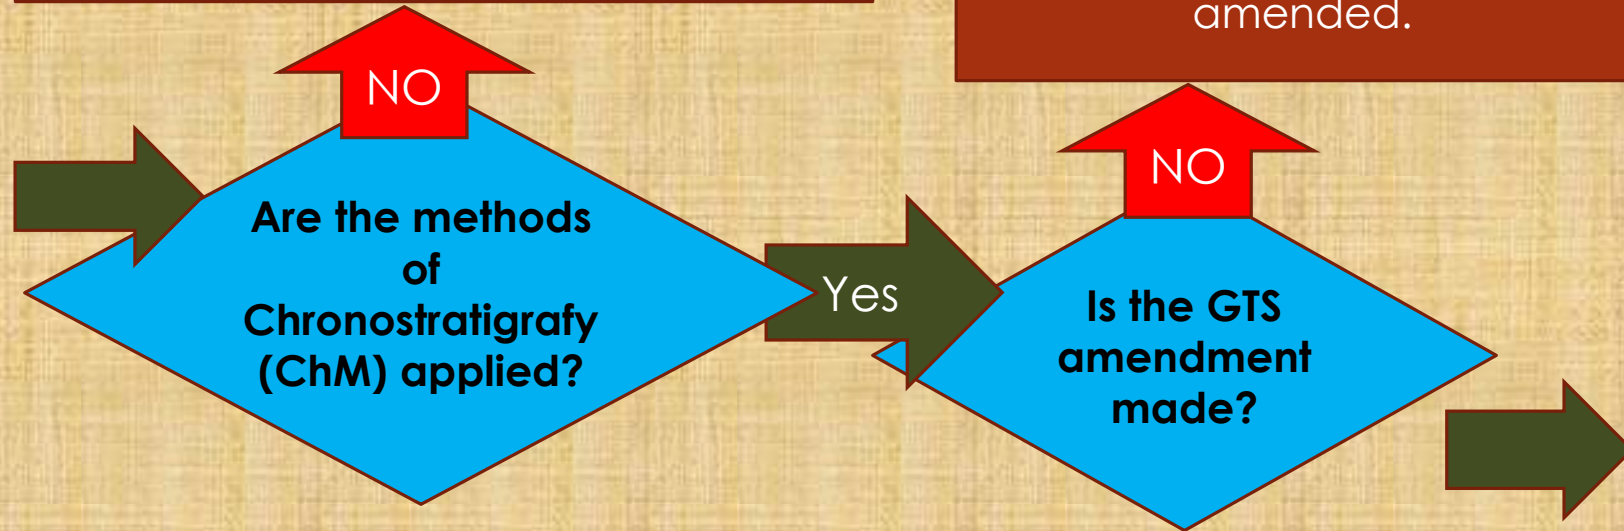 amended.
NO
NO
Are the methods
of
Chronostratigrafy
(ChM) applied?
Yes
Is the GTS
amendment
made?